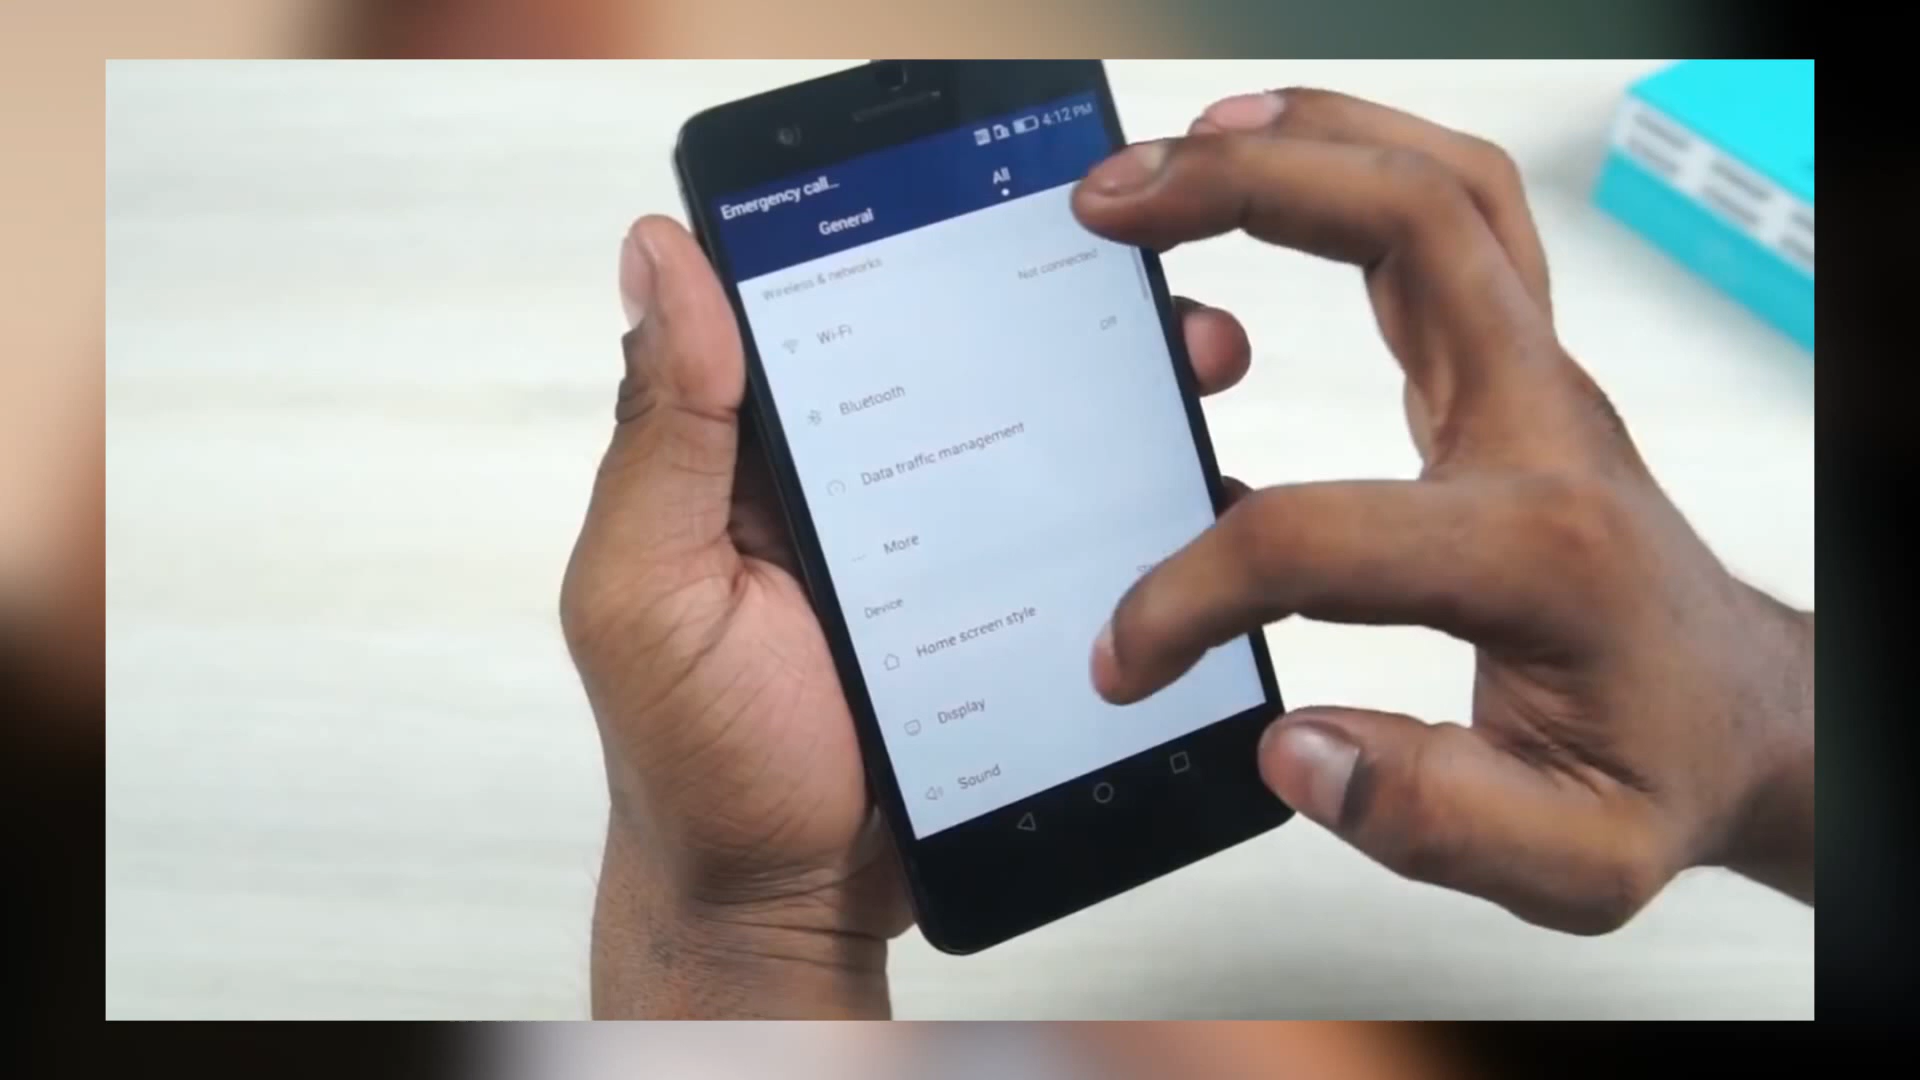 4:12 PM
Emergency call...
General
All
Wireless & networks
Wi-Fi
Not connected
Bluetooth
Off
Data traffic management
More
Device
Home screen style
Display
Sound